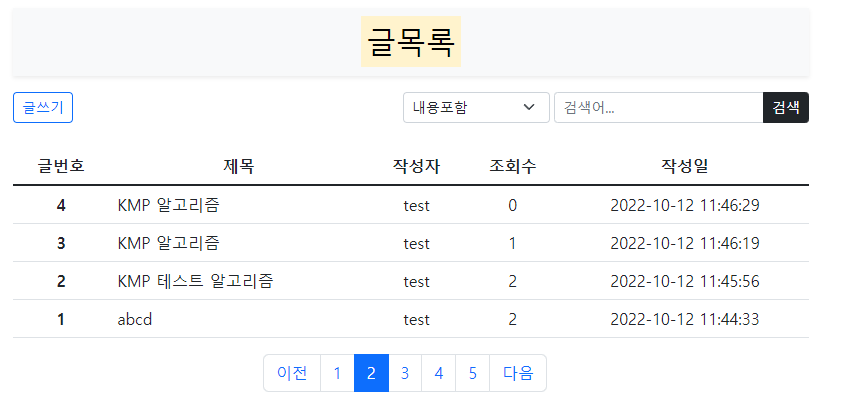 글목록
글쓰기 내용포함 검색어... 검색
글번호 제목 작성자 조회수 작성일
4 KMP 알고리즘 test 0 2022-10-12 11:46:29
3 KMP 알고리즘 test 1 2022-10-12 11:46:19
2 KMP 테스트 알고리즘 test 2 2022-10-12 11:45:56
1 abcd test 2 2022-10-12 11:44:33
이전 1 2 3 4 5 다음